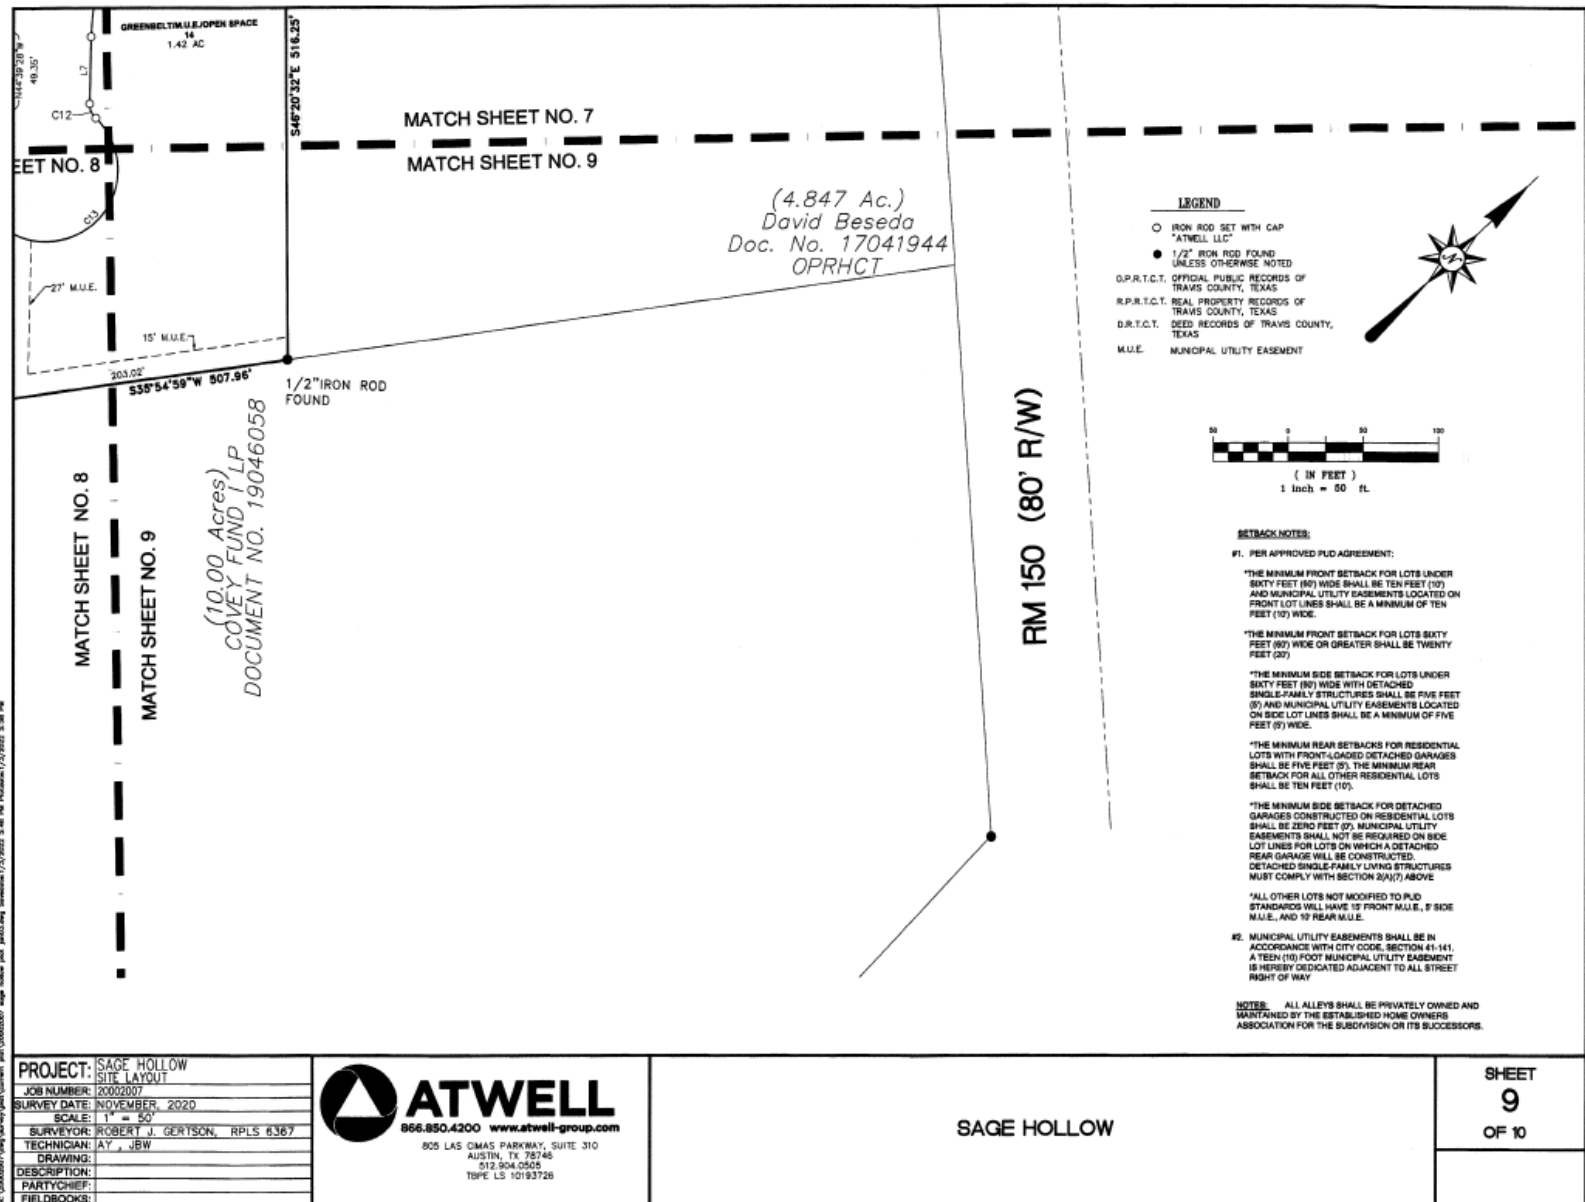 GREENBELT/M.U.E./OPEN SPACE
14
1.42 AC
N44°39'28"W
49.35'
L7
C12
S46°20'32"E 516.25'
MATCH SHEET NO. 7
MATCH SHEET NO. 9
EET NO. 8
C13
27' M.U.E.
15' M.U.E.
203.02'
S35°54'59"W 507.96'
1/2"IRON ROD
FOUND
(4.847 Ac.)
David Beseda
Doc. No. 17041944
OPRHCT
(10.00 Acres)
COVEY FUND I LP
DOCUMENT NO. 19046058
MATCH SHEET NO. 8
MATCH SHEET NO. 9
RM 150 (80' R/W)
LEGEND
IRON ROD SET WITH CAP
"ATWELL LLC"
1/2" IRON ROD FOUND
UNLESS OTHERWISE NOTED
O.P.R.T.C.T. OFFICIAL PUBLIC RECORDS OF
TRAVIS COUNTY, TEXAS
R.P.R.T.C.T. REAL PROPERTY RECORDS OF
TRAVIS COUNTY, TEXAS
D.R.T.C.T. DEED RECORDS OF TRAVIS COUNTY,
TEXAS
M.U.E. MUNICIPAL UTILITY EASEMENT
N
50 0 50 100
( IN FEET )
1 inch = 50 ft.
SETBACK NOTES:
#1. PER APPROVED PUD AGREEMENT:
*THE MINIMUM FRONT SETBACK FOR LOTS UNDER
SIXTY FEET (60') WIDE SHALL BE TEN FEET (10')
AND MUNICIPAL UTILITY EASEMENTS LOCATED ON
FRONT LOT LINES SHALL BE A MINIMUM OF TEN
FEET (10') WIDE.
*THE MINIMUM FRONT SETBACK FOR LOTS SIXTY
FEET (60') WIDE OR GREATER SHALL BE TWENTY
FEET (20')
*THE MINIMUM SIDE SETBACK FOR LOTS UNDER
SIXTY FEET (60') WIDE WITH DETACHED
SINGLE-FAMILY STRUCTURES SHALL BE FIVE FEET
(5') AND MUNICIPAL UTILITY EASEMENTS LOCATED
ON SIDE LOT LINES SHALL BE A MINIMUM OF FIVE
FEET (5') WIDE.
*THE MINIMUM REAR SETBACKS FOR RESIDENTIAL
LOTS WITH FRONT-LOADED DETACHED GARAGES
SHALL BE FIVE FEET (5'). THE MINIMUM REAR
SETBACK FOR ALL OTHER RESIDENTIAL LOTS
SHALL BE TEN FEET (10').
*THE MINIMUM SIDE SETBACK FOR DETACHED
GARAGES CONSTRUCTED ON RESIDENTIAL LOTS
SHALL BE ZERO FEET (0'). MUNICIPAL UTILITY
EASEMENTS SHALL NOT BE REQUIRED ON SIDE
LOT LINES FOR LOTS ON WHICH A DETACHED
REAR GARAGE WILL BE CONSTRUCTED.
DETACHED SINGLE-FAMILY LIVING STRUCTURES
MUST COMPLY WITH SECTION 2(A)(7) ABOVE
*ALL OTHER LOTS NOT MODIFIED TO PUD
STANDARDS WILL HAVE 15' FRONT M.U.E., 5' SIDE
M.U.E., AND 10' REAR M.U.E.
#2. MUNICIPAL UTILITY EASEMENTS SHALL BE IN
ACCORDANCE WITH CITY CODE, SECTION 41-141.
A TEEN (10) FOOT MUNICIPAL UTILITY EASEMENT
IS HEREBY DEDICATED ADJACENT TO ALL STREET
RIGHT OF WAY
NOTES: ALL ALLEYS SHALL BE PRIVATELY OWNED AND
MAINTAINED BY THE ESTABLISHED HOME OWNERS
ASSOCIATION FOR THE SUBDIVISION OR ITS SUCCESSORS.
PROJECT: SAGE HOLLOW
SITE LAYOUT
JOB NUMBER: 20002007
SURVEY DATE: NOVEMBER, 2020
SCALE: 1" = 50'
SURVEYOR: ROBERT J. GERTSON, RPLS 6367
TECHNICIAN: AY , JBW
DRAWING:
DESCRIPTION:
PARTYCHIEF:
FIELDBOOKS:
ATWELL
866.850.4200 www.atwell-group.com
805 LAS CIMAS PARKWAY, SUITE 310
AUSTIN, TX 78746
512.904.0505
TBPE LS 10193726
SAGE HOLLOW
SHEET
9
OF 10